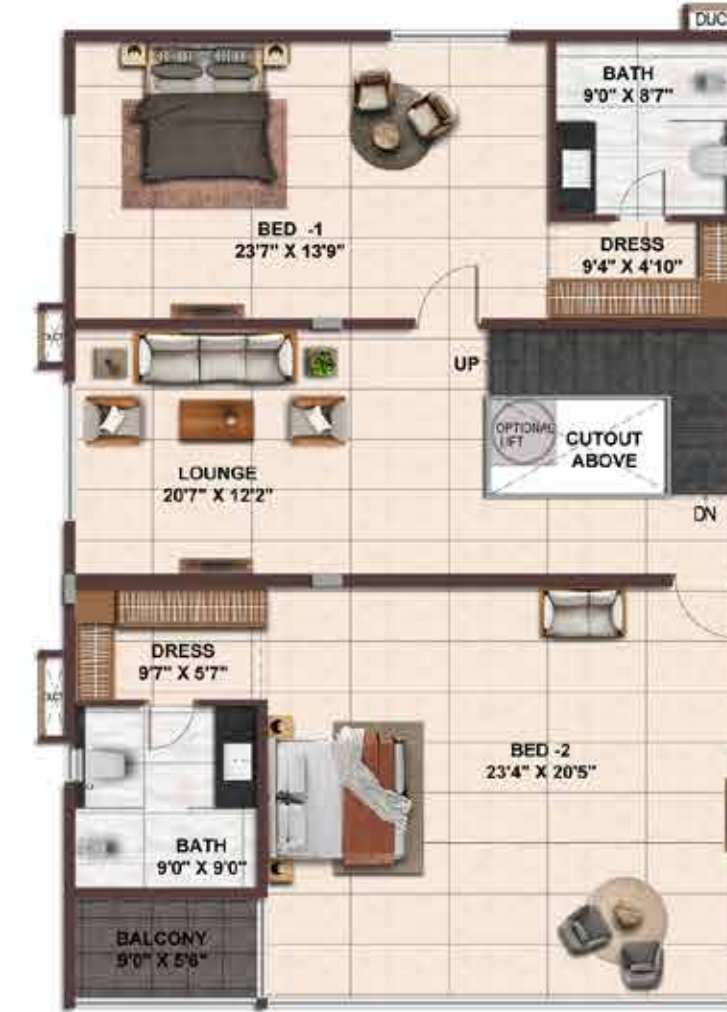 DUC
BATH
9'0" X 8'7"
BED -1
23'7" X 13'9"
DRESS
9'4" X 4'10"
UP
OPTIONAL
LIFT
CUTOUT
ABOVE
LOUNGE
20'7" X 12'2"
DN
DRESS
9'7" X 5'7"
BED -2
23'4" X 20'5"
BATH
9'0" X 9'0"
BALCONY
9'0" X 5'6"